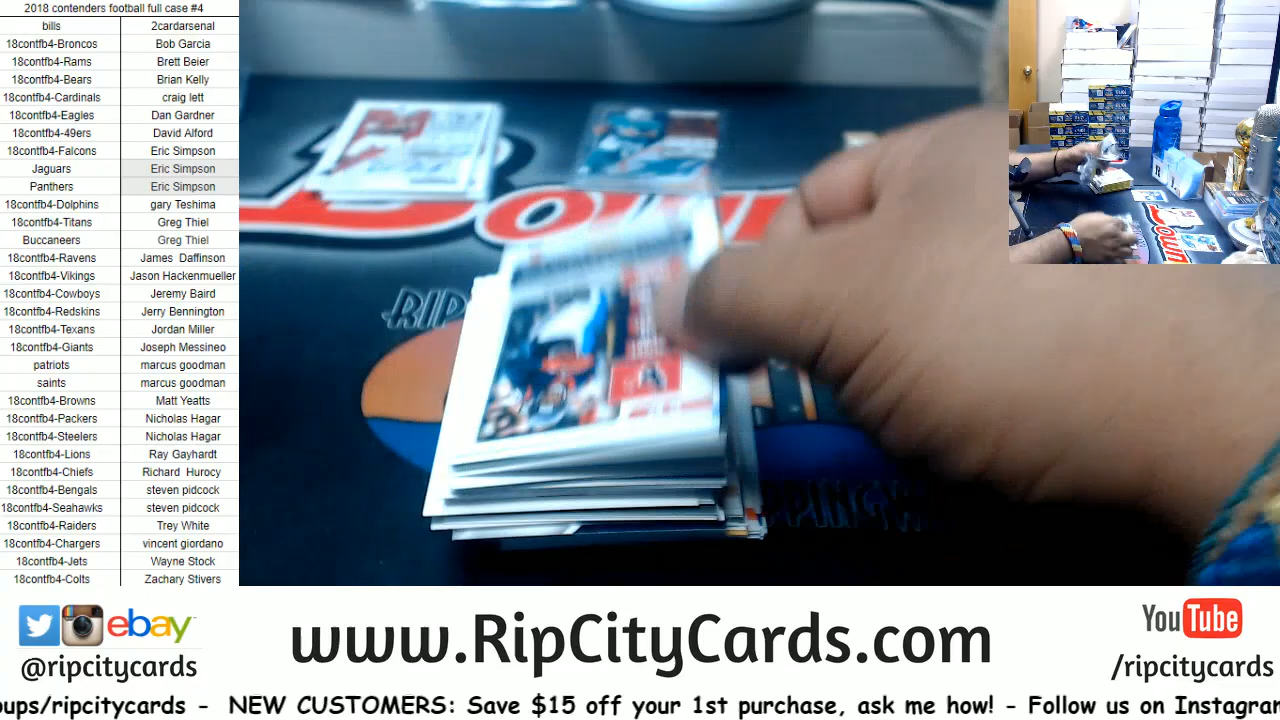 2018 contenders football full case #4
bills 2cardarsenal
18contfb4-Broncos Bob Garcia
18contfb4-Rams Brett Beier
18contfb4-Bears Brian Kelly
18contfb4-Cardinals craig lett
18contfb4-Eagles Dan Gardner
18contfb4-49ers David Alford
18contfb4-Falcons Eric Simpson
Jaguars Eric Simpson
Panthers Eric Simpson
18contfb4-Dolphins gary Teshima
18contfb4-Titans Greg Thiel
Buccaneers Greg Thiel
18contfb4-Ravens James Daffinson
18contfb4-Vikings Jason Hackenmueller
18contfb4-Cowboys Jeremy Baird
18contfb4-Redskins Jerry Bennington
18contfb4-Texans Jordan Miller
18contfb4-Giants Joseph Messineo
patriots marcus goodman
saints marcus goodman
18contfb4-Browns Matt Yeatts
18contfb4-Packers Nicholas Hagar
18contfb4-Steelers Nicholas Hagar
18contfb4-Lions Ray Gayhardt
18contfb4-Chiefs Richard Hurocy
18contfb4-Bengals steven pidcock
18contfb4-Seahawks steven pidcock
18contfb4-Raiders Trey White
18contfb4-Chargers vincent giordano
18contfb4-Jets Wayne Stock
18contfb4-Colts Zachary Stivers
RIP
ebay
@ripcitycards
www.RipCityCards.com
YouTube
/ripcitycards
oups/ripcitycards - NEW CUSTOMERS: Save $15 off your 1st purchase, ask me how! - Follow us on Instagran